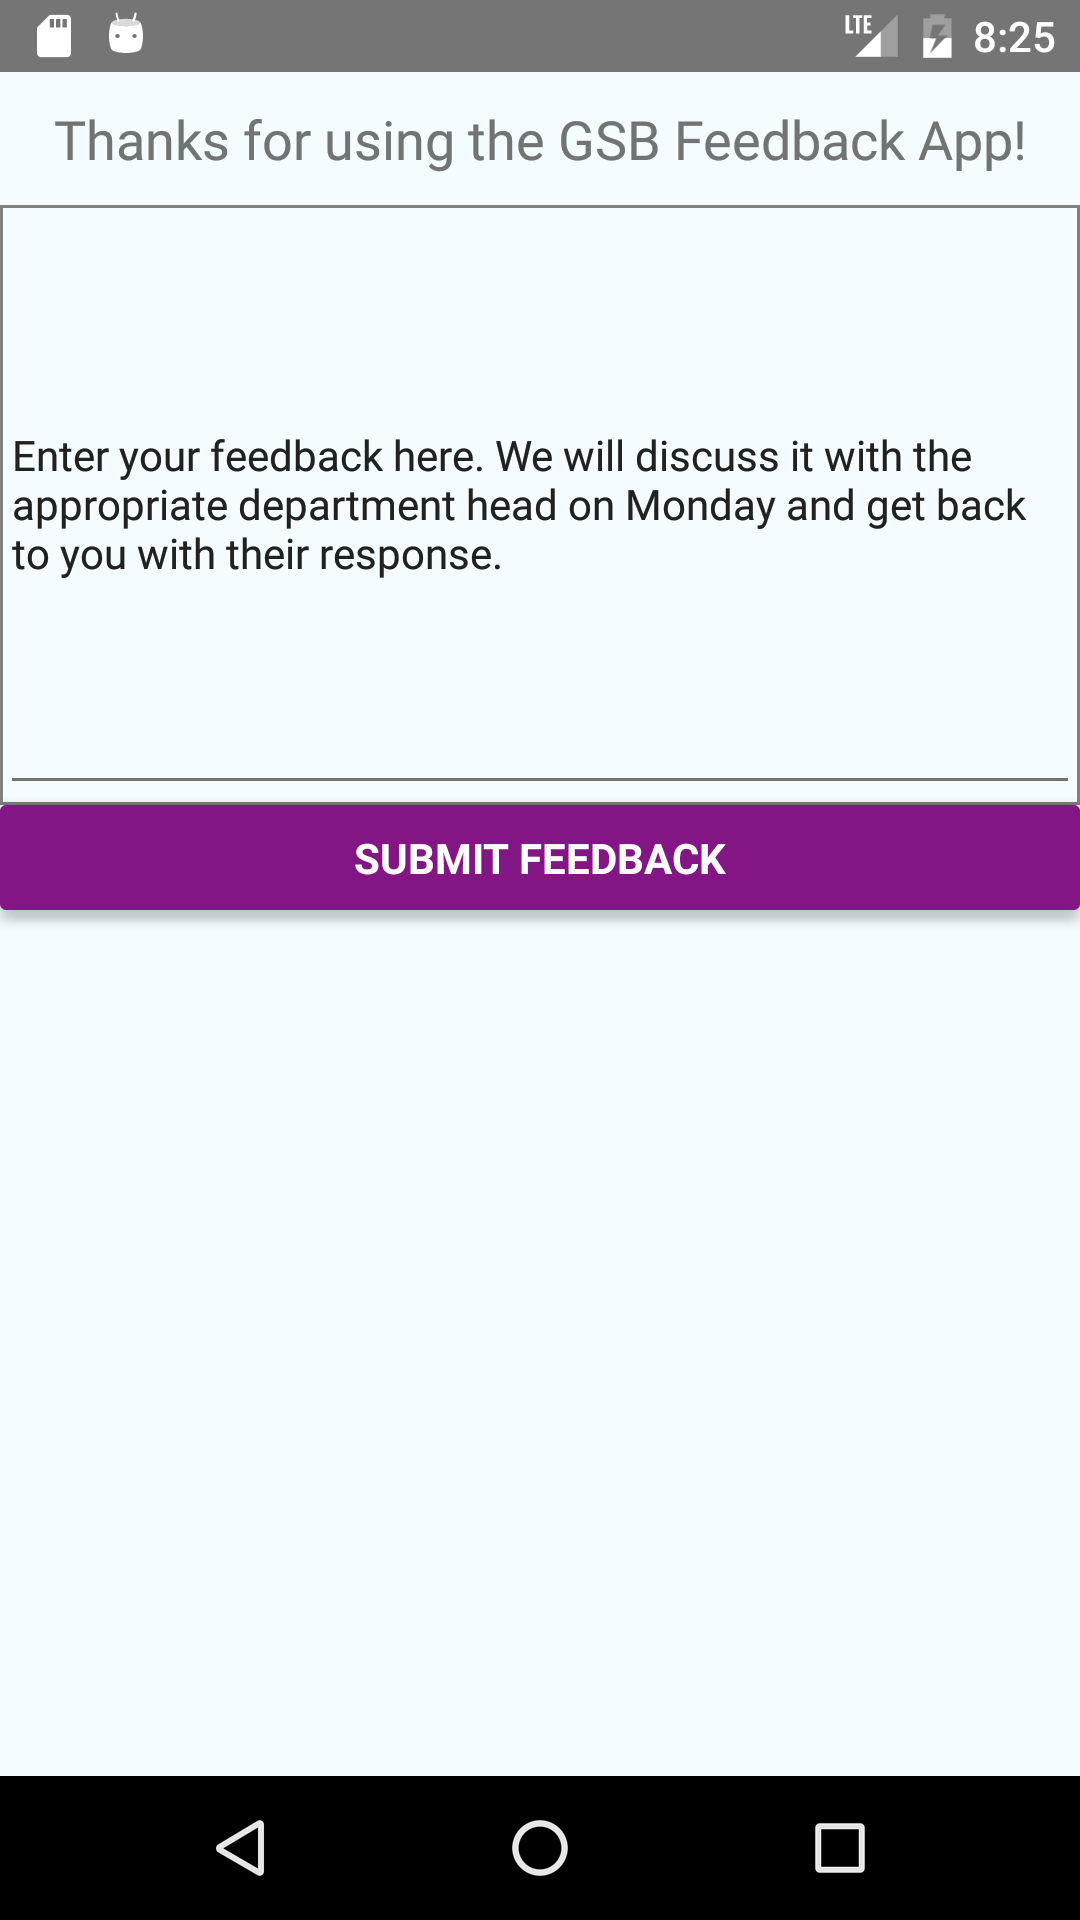 LTE 8:25
Thanks for using the GSB Feedback App!
Enter your feedback here. We will discuss it with the
appropriate department head on Monday and get back
to you with their response.
SUBMIT FEEDBACK